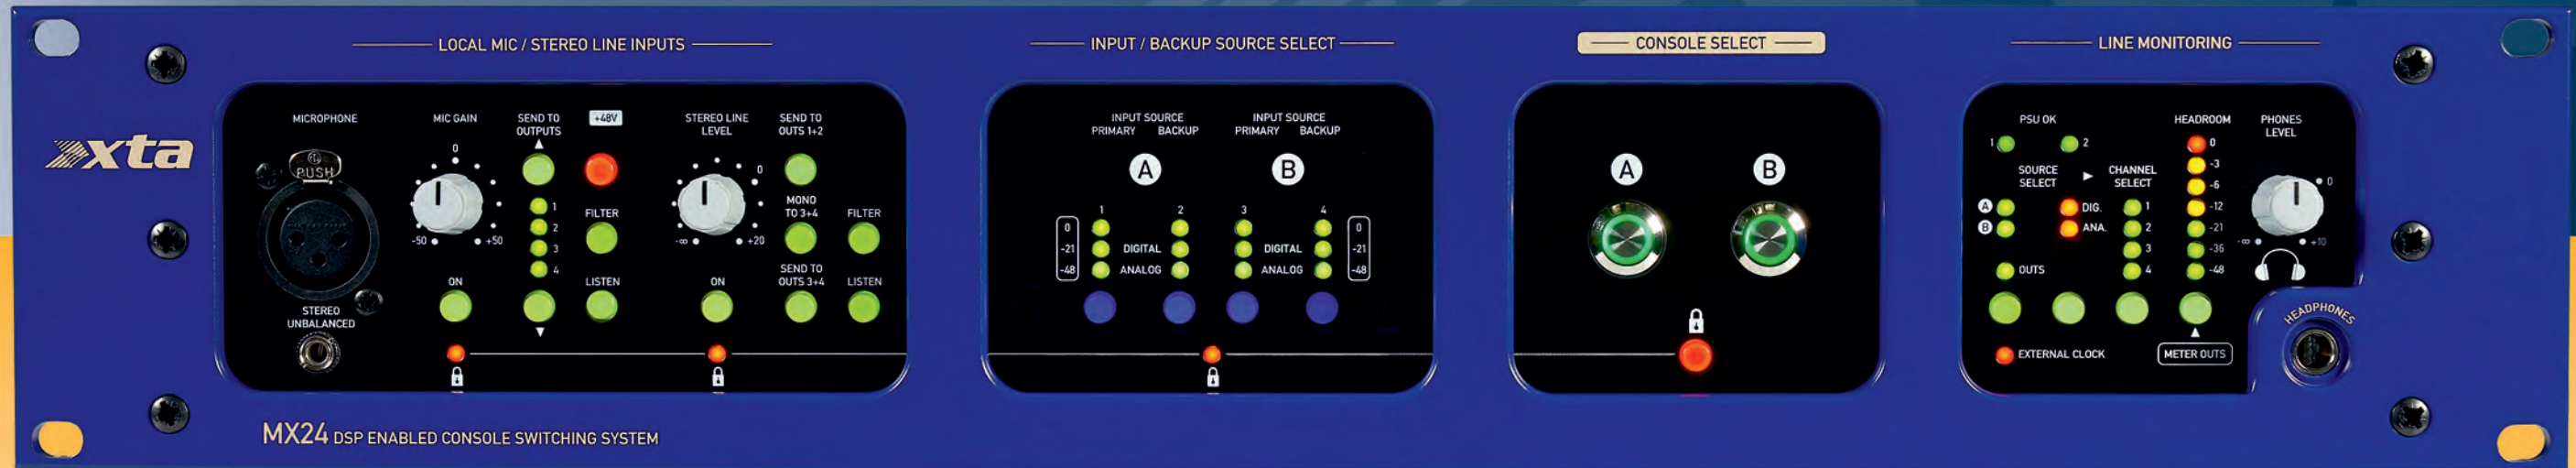 LOCAL MIC / STEREO LINE INPUTS
INPUT / BACKUP SOURCE SELECT
CONSOLE SELECT
LINE MONITORING
xta
MICROPHONE
PUSH
STEREO
UNBALANCED
MIC GAIN
0
-50
+50
ON
SEND TO
OUTPUTS
▲
1
2
3
4
▼
+48V
FILTER
LISTEN
STEREO LINE
LEVEL
0
-∞
+20
ON
SEND TO
OUTS 1+2
MONO
TO 3+4
SEND TO
OUTS 3+4
FILTER
LISTEN
INPUT SOURCE
PRIMARY BACKUP
A
INPUT SOURCE
PRIMARY BACKUP
B
1 2 3 4
0 0
-21 DIGITAL DIGITAL -21
-48 ANALOG ANALOG -48
A B
PSU OK
1 2
SOURCE
SELECT
▶
CHANNEL
SELECT
A
B
DIG.
ANA.
OUTS
1
2
3
4
HEADROOM
0
-3
-6
-12
-21
-36
-48
▲
METER OUTS
EXTERNAL CLOCK
PHONES
LEVEL
0
-∞
+10
HEADPHONES
MX24 DSP ENABLED CONSOLE SWITCHING SYSTEM